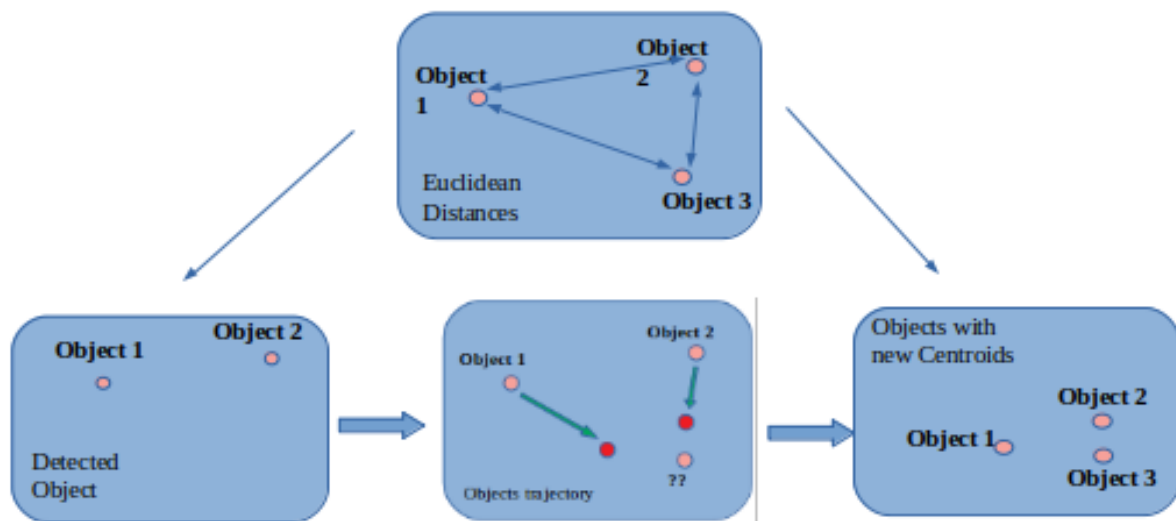 Object
1
Object
2
Object 3
Euclidean
Distances
Object 1
Object 2
Detected
Object
Object 1
Object 2
??
Objects trajectory
Objects with
new Centroids
Object 1
Object 2
Object 3